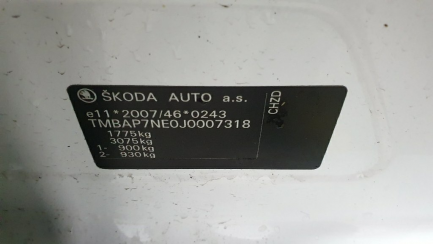 ŠKODA AUTO a.s.
e11*2007/46*0243
TMBAP7NE0J0007318
1775kg
3075kg
1- 900kg
2- 930kg
CHZD